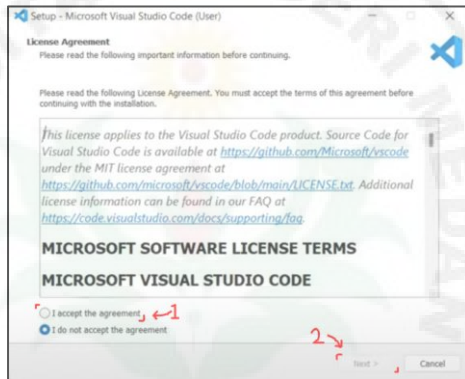 Setup - Microsoft Visual Studio Code (User)
License Agreement
Please read the following important information before continuing.
Please read the following License Agreement. You must accept the terms of this agreement before
continuing with the installation.
This license applies to the Visual Studio Code product. Source Code for
Visual Studio Code is available at https://github.com/Microsoft/vscode
under the MIT license agreement at
https://github.com/microsoft/vscode/blob/main/LICENSE.txt. Additional
license information can be found in our FAQ at
https://code.visualstudio.com/docs/supporting/faq.
MICROSOFT SOFTWARE LICENSE TERMS
MICROSOFT VISUAL STUDIO CODE
I accept the agreement 1
I do not accept the agreement
2
Next > Cancel